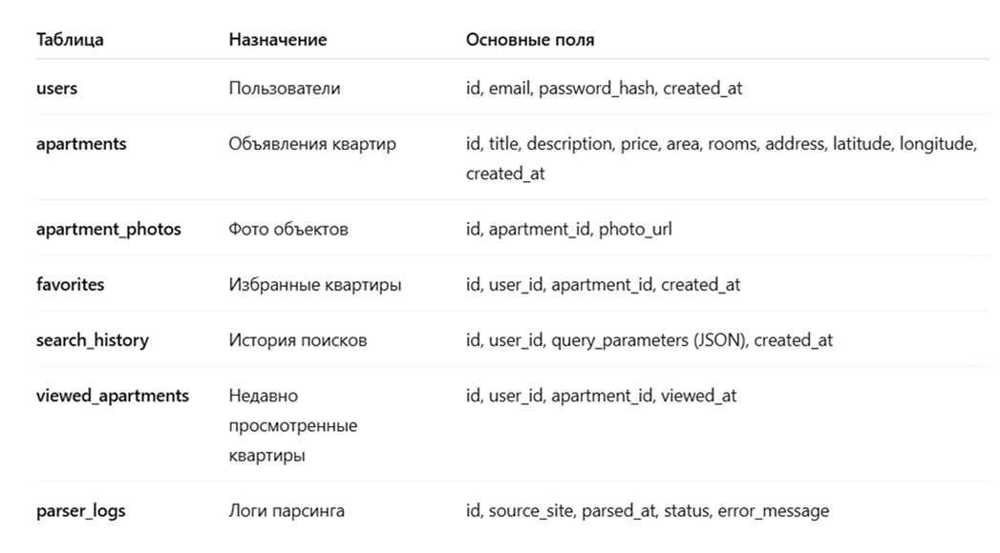 Таблица Назначение Основные поля
users Пользователи id, email, password_hash, created_at
apartments Объявления квартир id, title, description, price, area, rooms, address, latitude, longitude,
created_at
apartment_photos Фото объектов id, apartment_id, photo_url
favorites Избранные квартиры id, user_id, apartment_id, created_at
search_history История поисков id, user_id, query_parameters (JSON), created_at
viewed_apartments Недавно id, user_id, apartment_id, viewed_at
просмотренные
квартиры
parser_logs Логи парсинга id, source_site, parsed_at, status, error_message